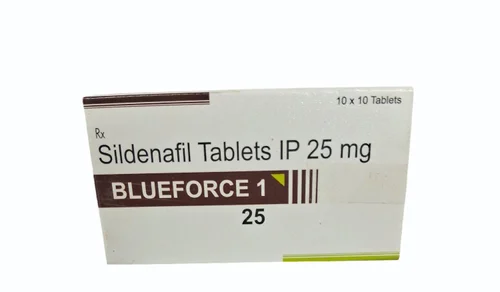 10 x 10 Tablets
Rx
Sildenafil Tablets IP 25 mg
BLUEFORCE 1
25